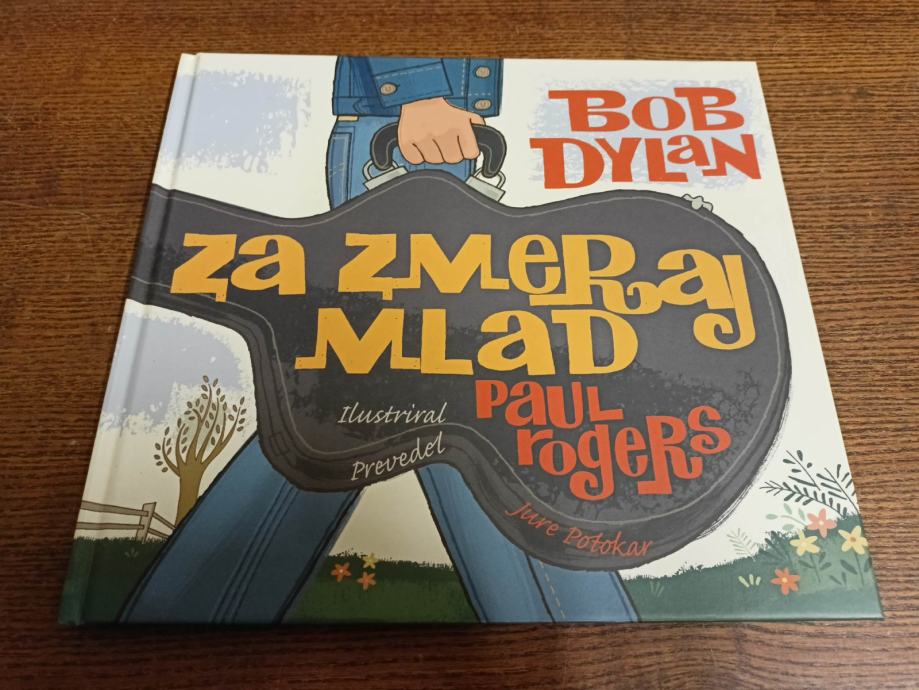 BOB
DYLaN
Za ZMeRaJ
MLaD
Ilustriral
PaUL
rogeRs
Prevedel
Jure Potokar